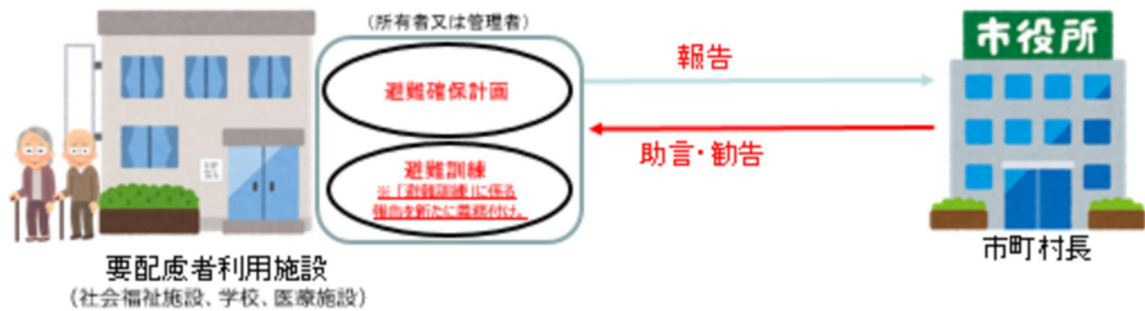 （所有者又は管理者）
避難確保計画
避難訓練
※「避難訓練」に係る
報告を新たに義務付け。
報告
助言・勧告
市役所
市町村長
要配慮者利用施設
（社会福祉施設、学校、医療施設）